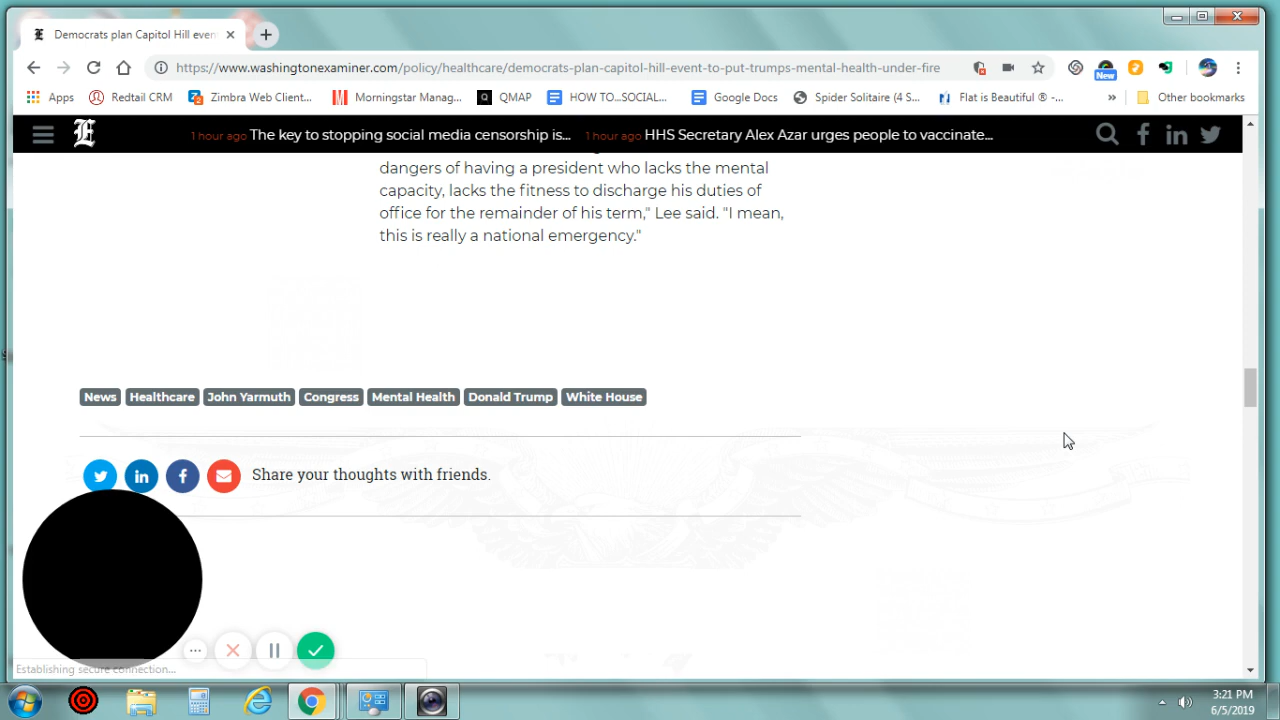 Democrats plan Capitol Hill even
https://www.washingtonexaminer.com/policy/healthcare/democrats-plan-capitol-hill-event-to-put-trumps-mental-health-under-fire
New
Apps Redtail CRM Zimbra Web Client... Morningstar Manag... QMAP HOW TO...SOCIAL... Google Docs Spider Solitaire (4 S... Flat is Beautiful ® -... » Other bookmarks
E 1 hour ago The key to stopping social media censorship is... 1 hour ago HHS Secretary Alex Azar urges people to vaccinate...
dangers of having a president who lacks the mental
capacity, lacks the fitness to discharge his duties of
office for the remainder of his term," Lee said. "I mean,
this is really a national emergency."
News Healthcare John Yarmuth Congress Mental Health Donald Trump White House
Share your thoughts with friends.
Establishing secure connection...
3:21 PM
6/5/2019